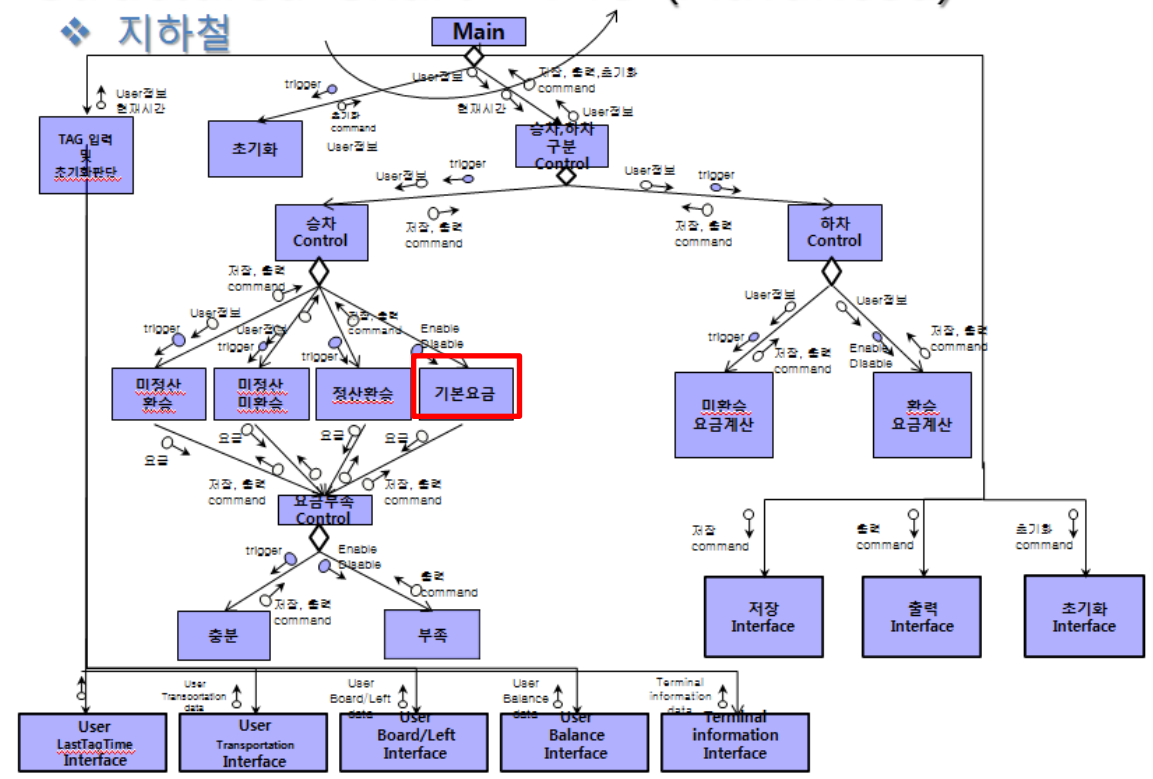 ❖ 지하철
Main
User정보
현재시간
trigger
User정보
저장, 출력,초기화
command
초기화
command
User정보
현재시간
User정보
TAG 입력
및
초기화판단
초기화
승차,하차
구분
Control
User정보
trigger
User정보
trigger
저장, 출력
command
저장, 출력
command
승차
Control
하차
Control
저장, 출력
command
User정보
trigger
User정보
trigger
trigger
저장, 출력
command
Enable
Disable
User정보
User정보
trigger
저장, 출력
command
Enable
Disable
저장, 출력
command
미정산
환승
미정산
미환승
정산환승
기본요금
미환승
요금계산
환승
요금계산
요금
요금
요금
요금
저장, 출력
command
저장, 출력
command
요금부족
Control
trigger
Enable
Disable
저장, 출력
command
출력
command
충분
부족
저장
command
출력
command
초기화
command
저장
Interface
출력
Interface
초기화
Interface
User
Transportation
data
User
Board/Left
data
User
Balance
data
Terminal
information
data
User
LastTagTime
Interface
User
Transportation
Interface
User
Board/Left
Interface
User
Balance
Interface
Terminal
information
Interface